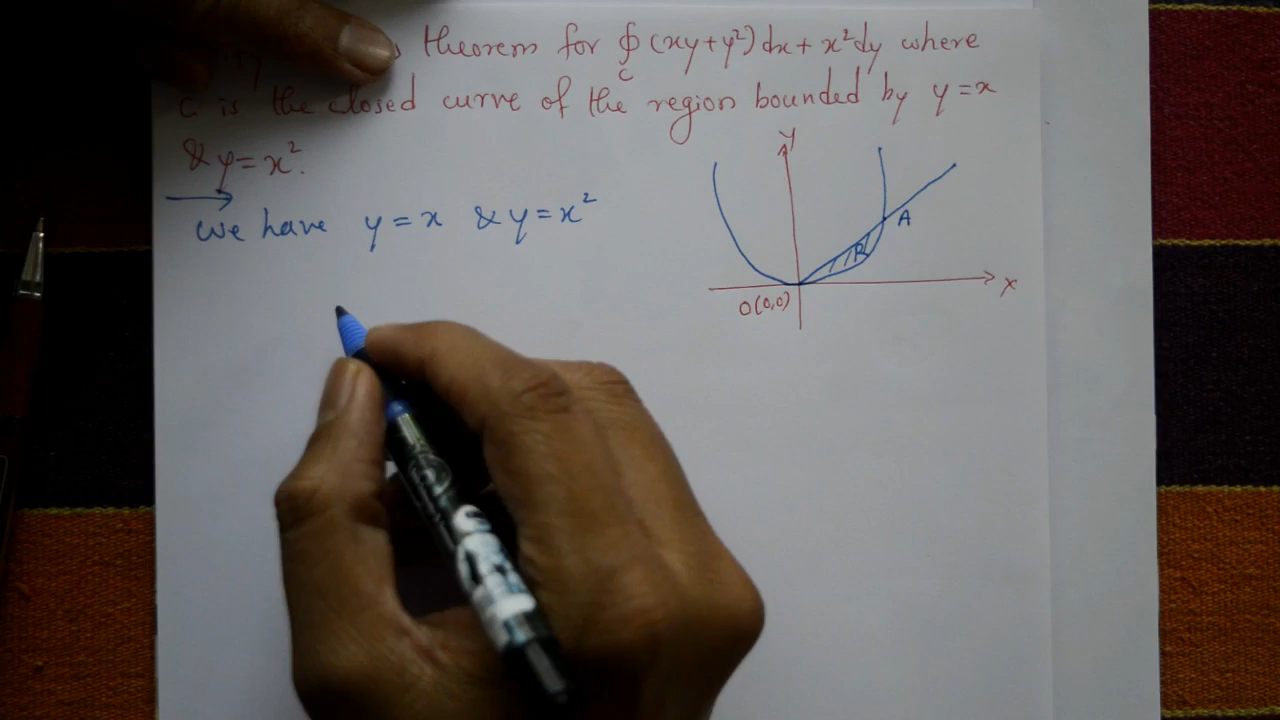 theorem for ∮ (xy+y²) dx + x²dy where
C
C is the closed curve of the region bounded by y = x
& y = x².
We have y = x & y = x²
y
A
R
O(0,0)
x